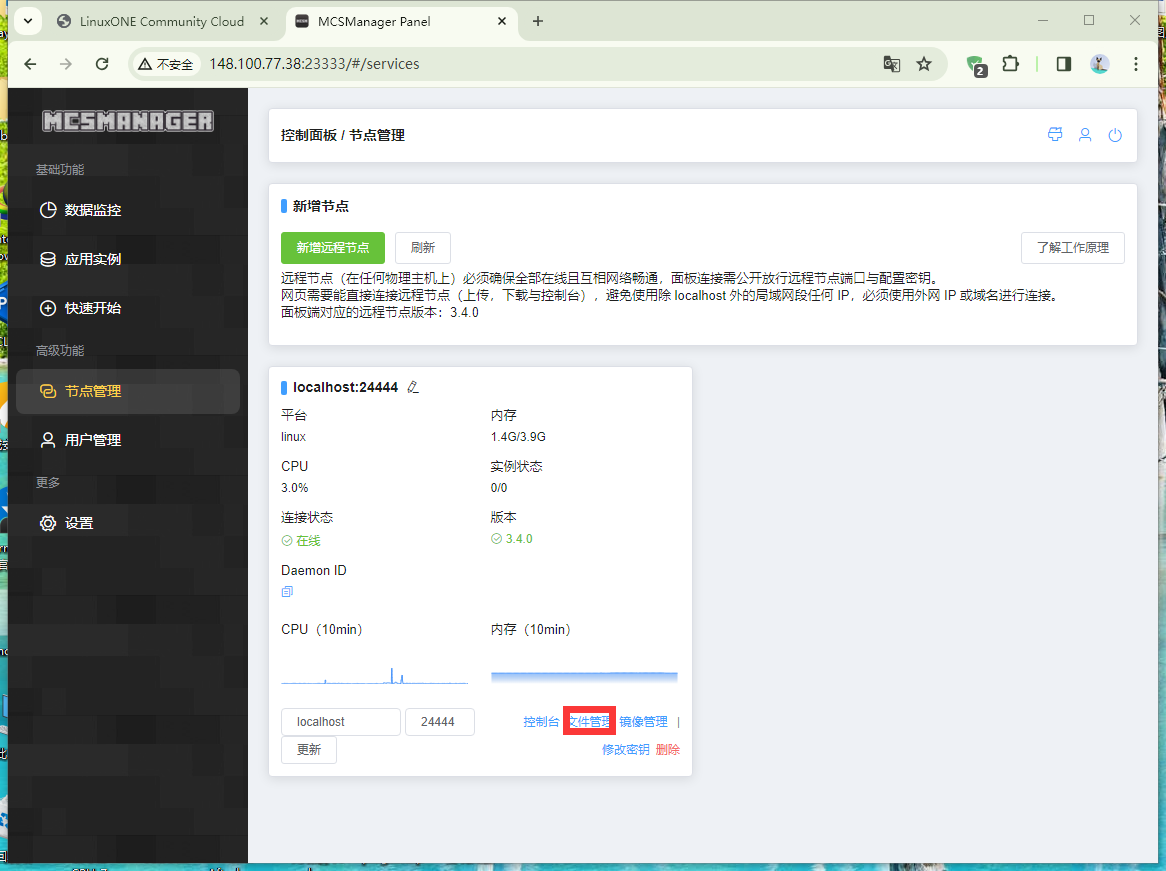 LinuxONE Community Cloud
MCSManager Panel
不安全
148.100.77.38:23333/#/services
2
MCSMANAGER
基础功能
数据监控
应用实例
快速开始
高级功能
节点管理
用户管理
更多
设置
控制面板 / 节点管理
新增节点
新增远程节点
刷新
了解工作原理
远程节点（在任何物理主机上）必须确保全部在线且互相网络畅通，面板连接需公开放行远程节点端口与配置密钥。
网页需要能直接连接远程节点（上传，下载与控制台），避免使用除 localhost 外的局域网段任何 IP，必须使用外网 IP 或域名进行连接。
面板端对应的远程节点版本：3.4.0
localhost:24444
平台
内存
linux
1.4G/3.9G
CPU
实例状态
3.0%
0/0
连接状态
版本
在线
3.4.0
Daemon ID
CPU（10min）
内存（10min）
localhost
24444
控制台
文件管理
镜像管理
|
更新
修改密钥
删除